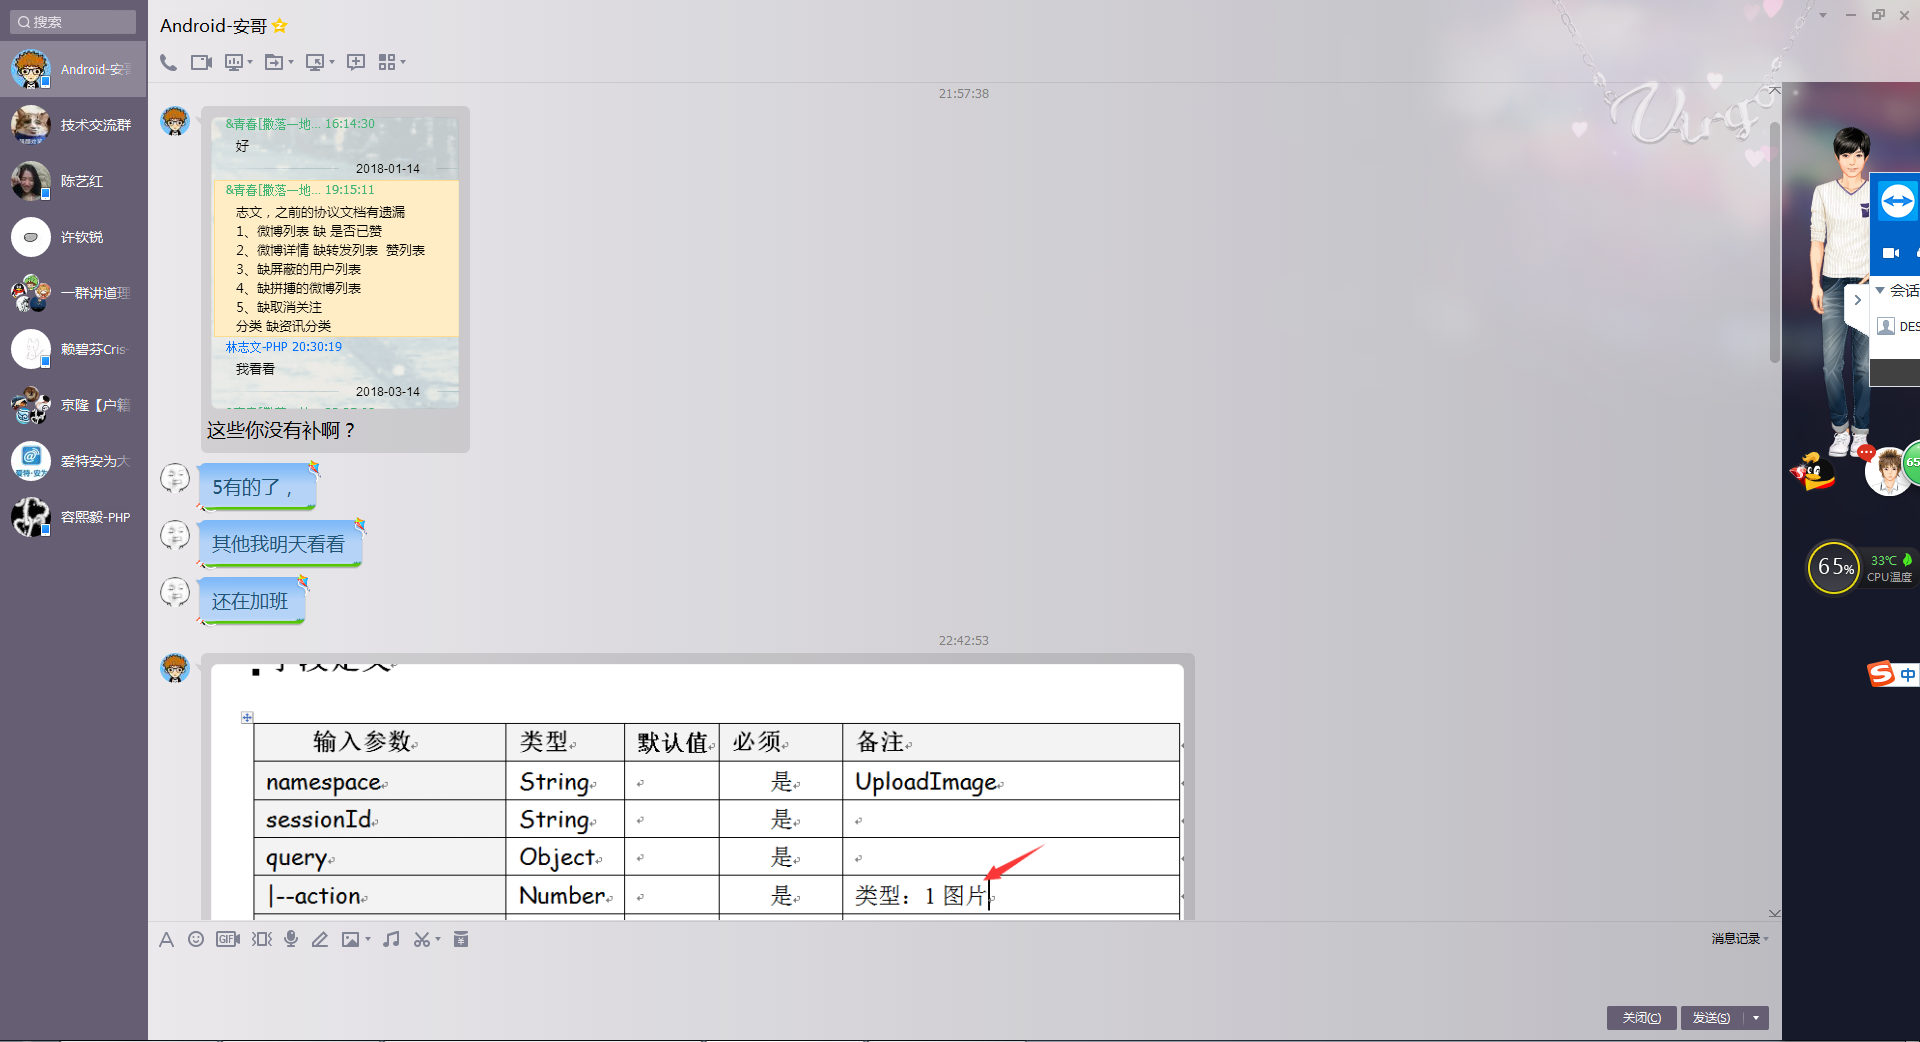 搜索
Android-安哥
技术交流群
陈艺红
许钦锐
一群讲道理
赖碧芬Cris-
京隆【户籍
爱特安为大
容熙毅-PHP
Android-安哥
21:57:38
&青春[撒落一地... 16:14:30
好
2018-01-14
&青春[撒落一地... 19:15:11
志文，之前的协议文档有遗漏
1、微博列表 缺 是否已赞
2、微博详情 缺转发列表 赞列表
3、缺屏蔽的用户列表
4、缺拼搏的微博列表
5、缺取消关注
分类 缺资讯分类
林志文-PHP 20:30:19
我看看
2018-03-14
这些你没有补啊？
5有的了，
其他我明天看看
还在加班
22:42:53
输入参数 类型 默认值 必须 备注
namespace String 是 UploadImage
sessionId String 是
query Object 是
|--action Number 是 类型：1 图片
GIF
消息记录
关闭(C) 发送(S)
Virgo
会话
DES
65
65%
33℃
CPU温度
S中